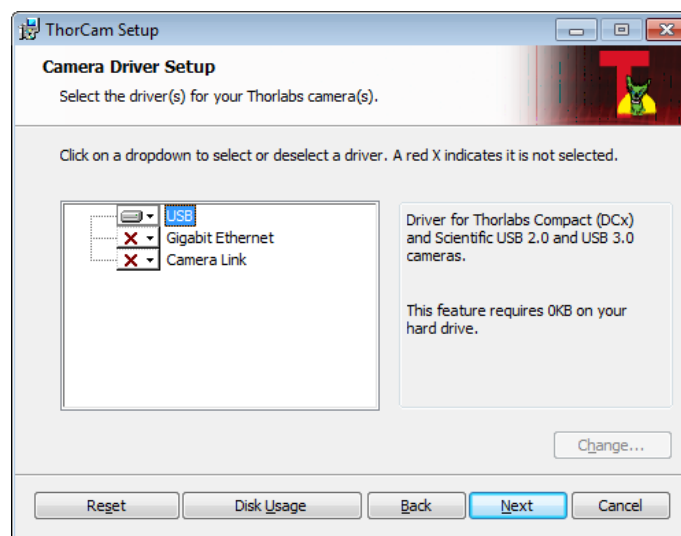 ThorCam Setup
Camera Driver Setup
Select the driver(s) for your Thorlabs camera(s).
Click on a dropdown to select or deselect a driver. A red X indicates it is not selected.
USB
Gigabit Ethernet
Camera Link
Driver for Thorlabs Compact (DCx)
and Scientific USB 2.0 and USB 3.0
cameras.
This feature requires 0KB on your
hard drive.
Change...
Reset
Disk Usage
Back
Next
Cancel